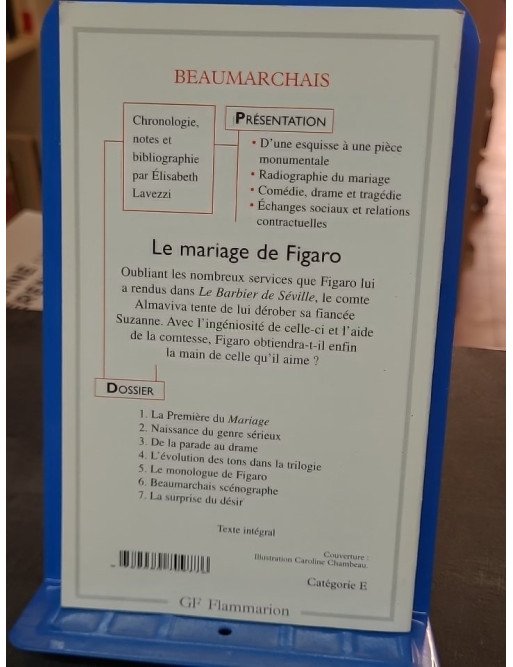 BEAUMARCHAIS
Chronologie,
notes et
bibliographie
par Élisabeth
Lavezzi
PRÉSENTATION
• D'une esquisse à une pièce
monumentale
• Radiographie du mariage
• Comédie, drame et tragédie
• Échanges sociaux et relations
contractuelles
Le mariage de Figaro
Oubliant les nombreux services que Figaro lui
a rendus dans Le Barbier de Séville, le comte
Almaviva tente de lui dérober sa fiancée
Suzanne. Avec l'ingéniosité de celle-ci et l'aide
de la comtesse, Figaro obtiendra-t-il enfin
la main de celle qu'il aime ?
DOSSIER
1. La Première du Mariage
2. Naissance du genre sérieux
3. De la parade au drame
4. L'évolution des tons dans la trilogie
5. Le monologue de Figaro
6. Beaumarchais scénographe
7. La surprise du désir
Texte intégral
Couverture :
Illustration Caroline Chambeau
Catégorie E
GF Flammarion